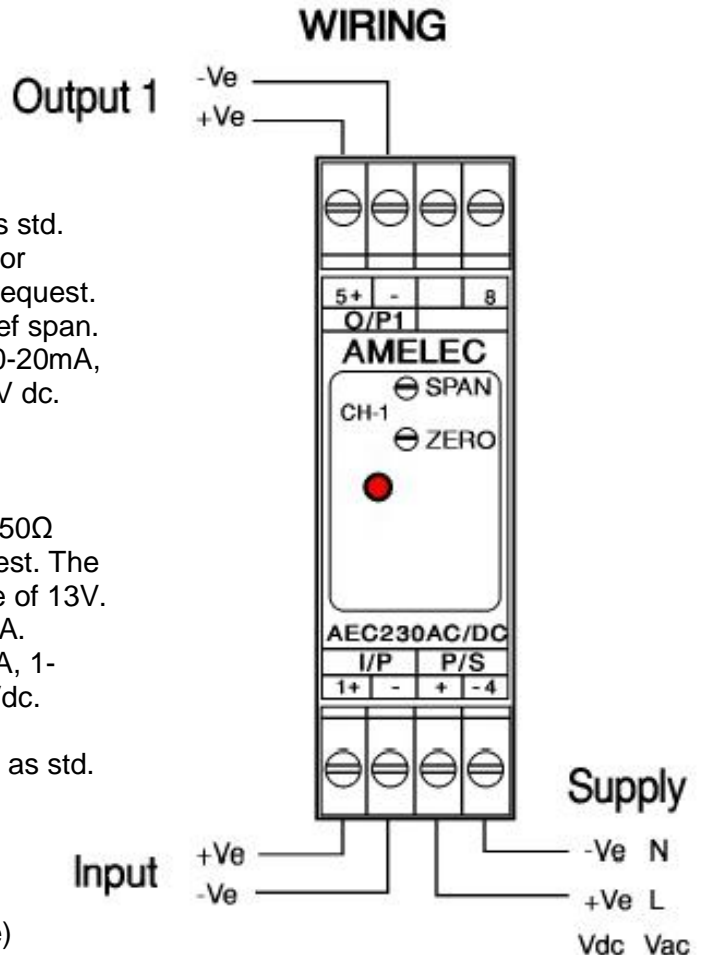 WIRING
Output 1
-Ve
+Ve
s std.
or
equest.
ef span.
0-20mA,
V dc.
50Ω
est. The
e of 13V.
A.
A, 1-
/dc.
as std.
)
5+ - 8
O/P1
AMELEC
SPAN
CH-1
ZERO
AEC230AC/DC
I/P P/S
1+ - + -4
Input
+Ve
-Ve
Supply
-Ve N
+Ve L
Vdc Vac